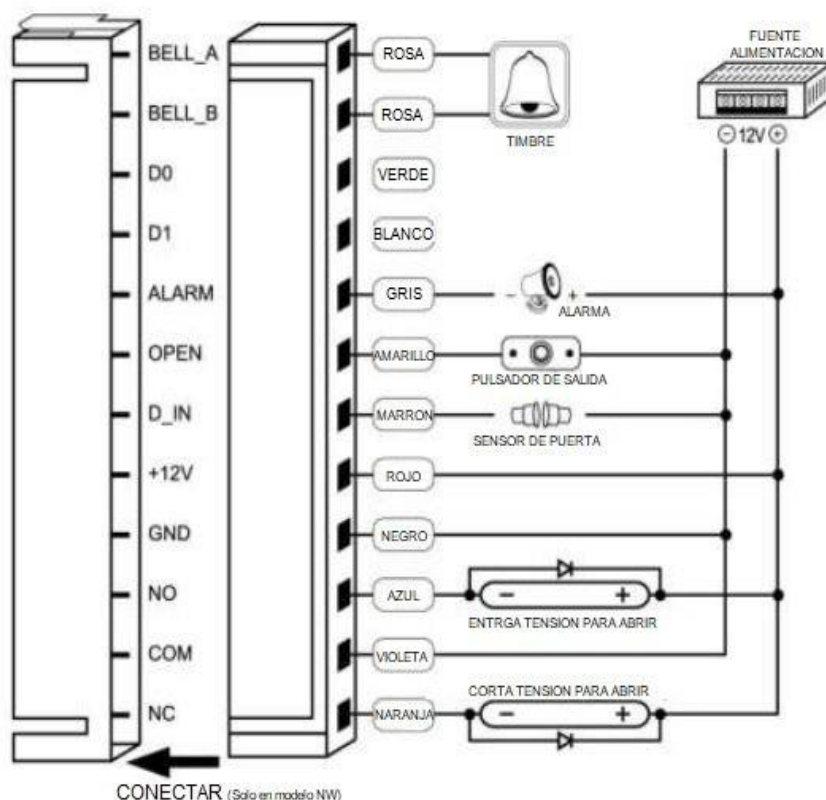 BELL_A
ROSA
FUENTE
ALIMENTACION
BELL_B
ROSA
TIMBRE
⊖ 12V ⊕
D0
VERDE
D1
BLANCO
ALARM
GRIS
- +
ALARMA
OPEN
AMARILLO
PULSADOR DE SALIDA
D_IN
MARRON
SENSOR DE PUERTA
+12V
ROJO
GND
NEGRO
NO
AZUL
- +
ENTRGA TENSION PARA ABRIR
COM
VIOLETA
CORTA TENSION PARA ABRIR
NC
NARANJA
- +
CONECTAR (Solo en modelo NW)